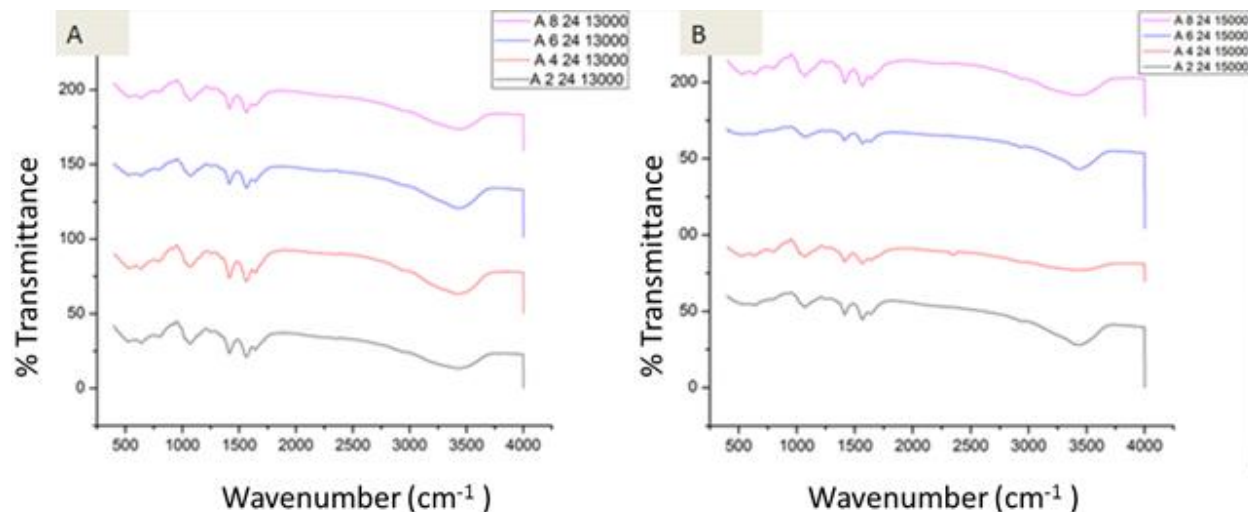 A
A 8 24 13000
A 6 24 13000
A 4 24 13000
A 2 24 13000
% Transmittance
200
150
100
50
0
500 1000 1500 2000 2500 3000 3500 4000
Wavenumber (cm-1 )
B
A 8 24 15000
A 6 24 15000
A 4 24 15000
A 2 24 15000
% Transmittance
200
50
00
50
0
500 1000 1500 2000 2500 3000 3500 4000
Wavenumber (cm-1 )